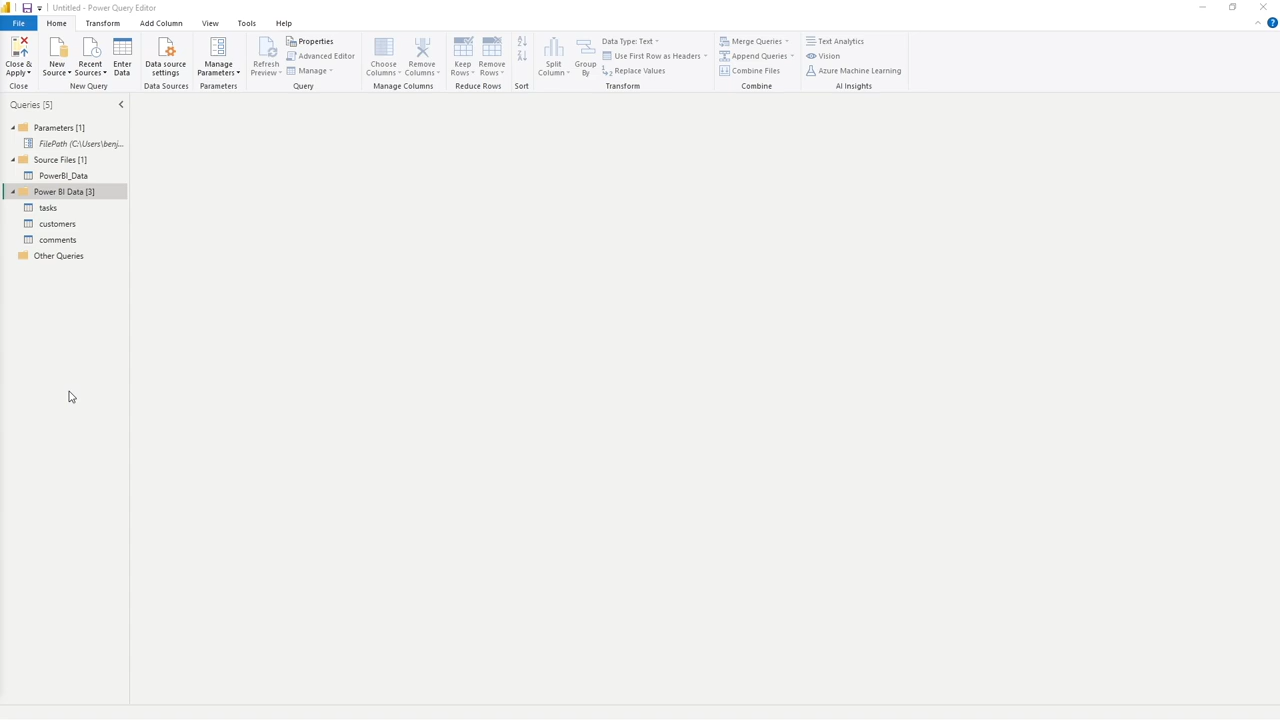 Untitled - Power Query Editor
File Home Transform Add Column View Tools Help
Close & Apply
New Source
Recent Sources
Enter Data
Data source settings
Manage Parameters
Refresh Preview
Properties
Advanced Editor
Manage
Choose Columns
Remove Columns
Keep Rows
Remove Rows
Split Column
Group By
Data Type: Text
Use First Row as Headers
Replace Values
Merge Queries
Append Queries
Combine Files
Text Analytics
Vision
Azure Machine Learning
Close New Query Data Sources Parameters Query Manage Columns Reduce Rows Sort Transform Combine AI Insights
Queries [5]
Parameters [1]
FilePath (C:\Users\benj...
Source Files [1]
PowerBI_Data
Power BI Data [3]
tasks
customers
comments
Other Queries